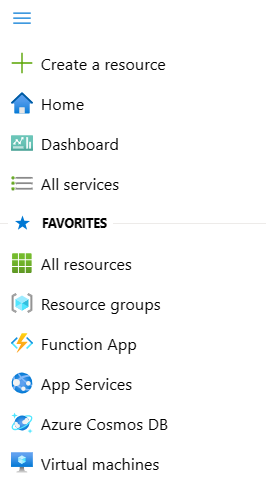 Create a resource
Home
Dashboard
All services
FAVORITES
All resources
Resource groups
Function App
App Services
Azure Cosmos DB
Virtual machines